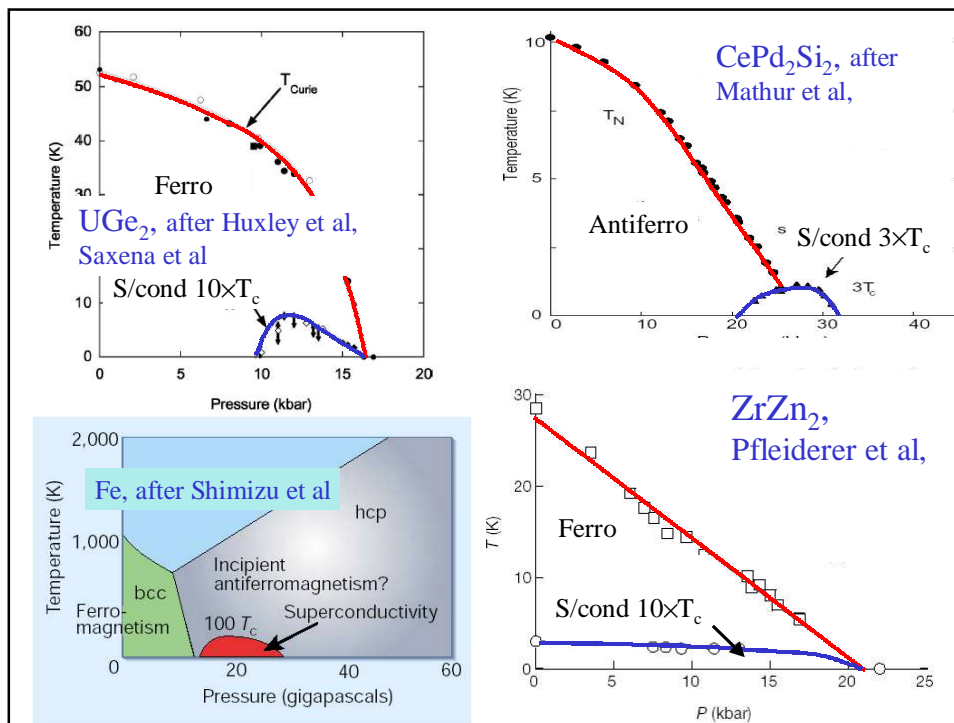 60
50
40
30
20
10
0
Temperature (K)
T Curie
Ferro
UGe2, after Huxley et al,
Saxena et al
S/cond 10×Tc
0 5 10 15 20
Pressure (kbar)
CePd2Si2, after
Mathur et al,
10
5
0
Temperature (K)
TN
Antiferro
s
S/cond 3×Tc
3Tc
0 10 20 30 40
2,000
1,000
0
Temperature (K)
Fe, after Shimizu et al
hcp
bcc
Ferro-
magnetism
Incipient
antiferromagnetism?
Superconductivity
100 Tc
20 40 60
Pressure (gigapascals)
ZrZn2,
Pfleiderer et al,
30
20
10
0
T (K)
Ferro
S/cond 10×Tc
0 5 10 15 20 25
P (kbar)